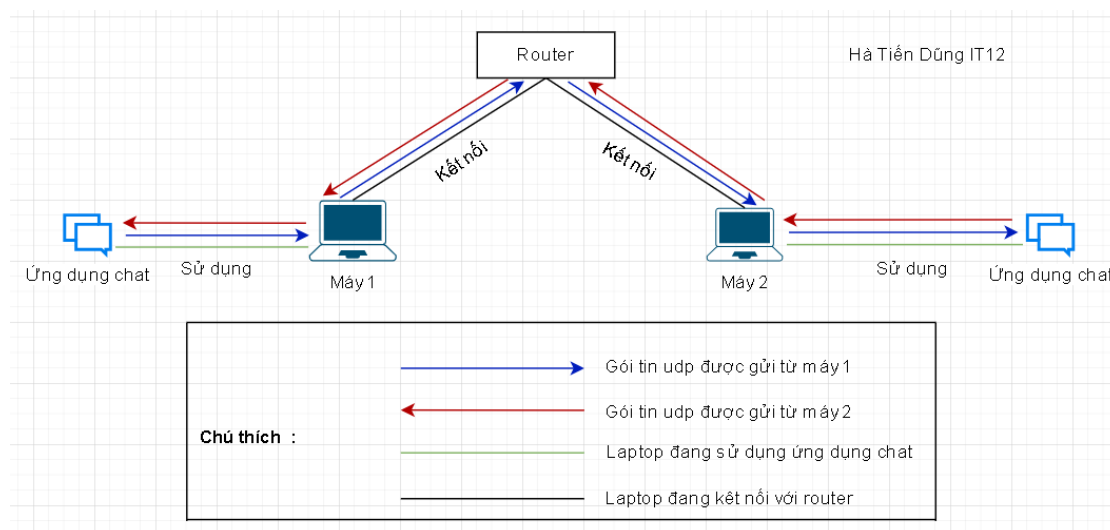 Router
Hà Tiến Dũng IT12
Kết nối
Kết nối
Ứng dụng chat
Sử dụng
Máy 1
Máy 2
Sử dụng
Ứng dụng chat
Gói tin udp được gửi từ máy 1
Gói tin udp được gửi từ máy 2
Chú thích :
Laptop đang sử dụng ứng dụng chat
Laptop đang kêt nối với router